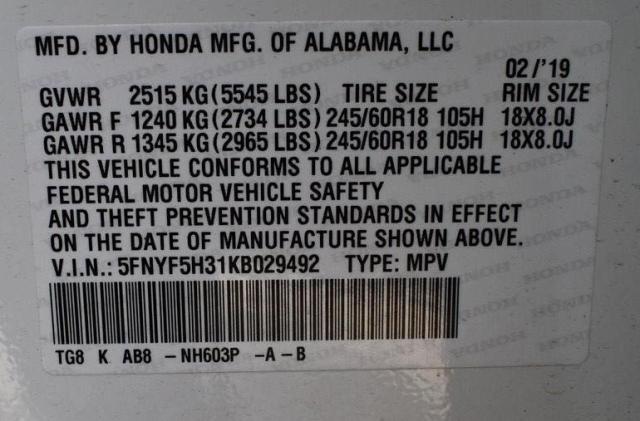 MFD. BY HONDA MFG. OF ALABAMA, LLC
02/'19
GVWR 2515 KG (5545 LBS) TIRE SIZE RIM SIZE
GAWR F 1240 KG (2734 LBS) 245/60R18 105H 18X8.0J
GAWR R 1345 KG (2965 LBS) 245/60R18 105H 18X8.0J
THIS VEHICLE CONFORMS TO ALL APPLICABLE
FEDERAL MOTOR VEHICLE SAFETY
AND THEFT PREVENTION STANDARDS IN EFFECT
ON THE DATE OF MANUFACTURE SHOWN ABOVE.
V.I.N.: 5FNYF5H31KB029492 TYPE: MPV
TG8 K AB8 -NH603P -A-B